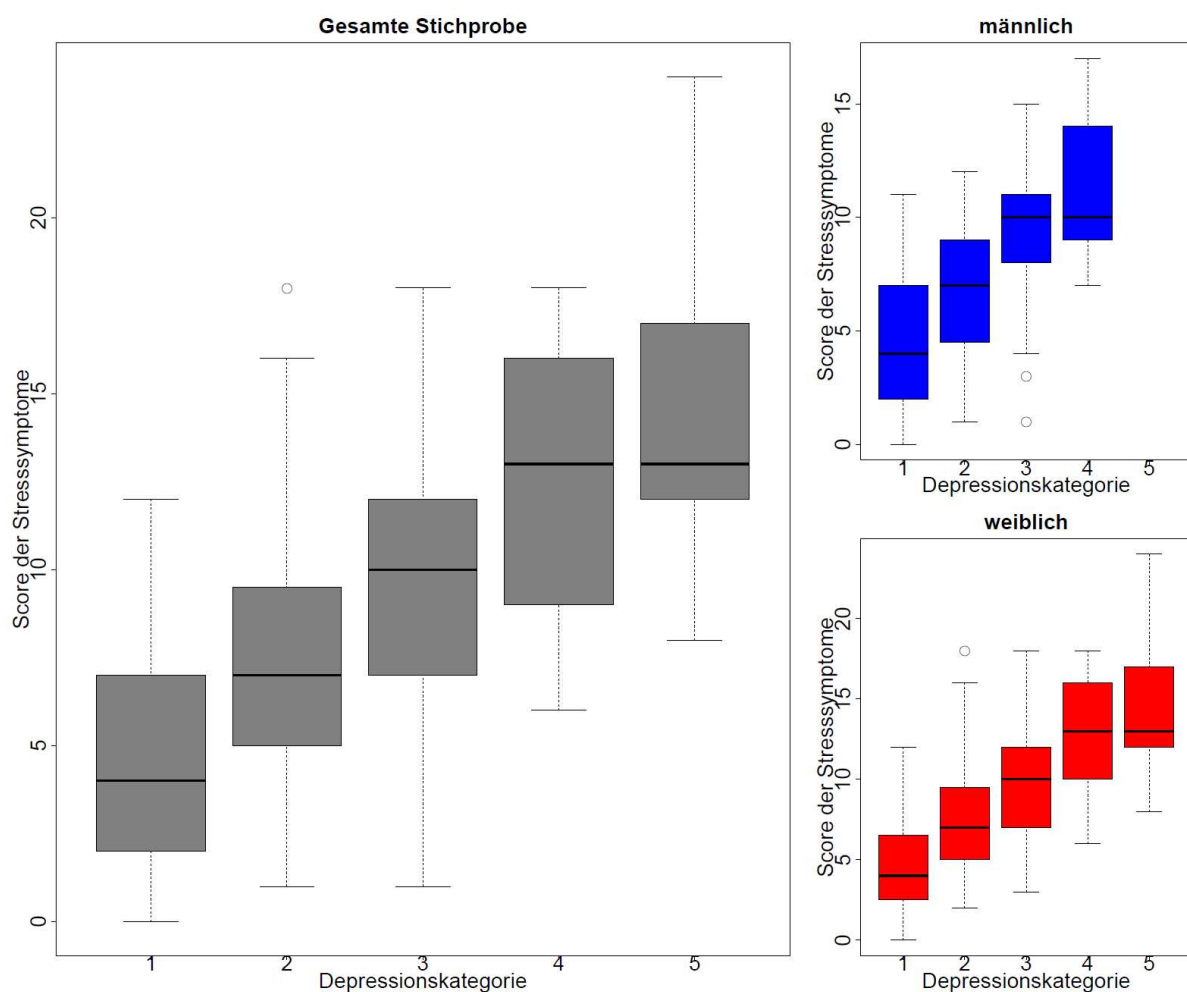 Gesamte Stichprobe
Score der Stresssymptome
0
5
10
15
20
1 2 3 4 5
Depressionskategorie
männlich
Score der Stresssymptome
0
5
10
15
1 2 3 4 5
Depressionskategorie
weiblich
Score der Stresssymptome
0
5
10
15
20
1 2 3 4 5
Depressionskategorie